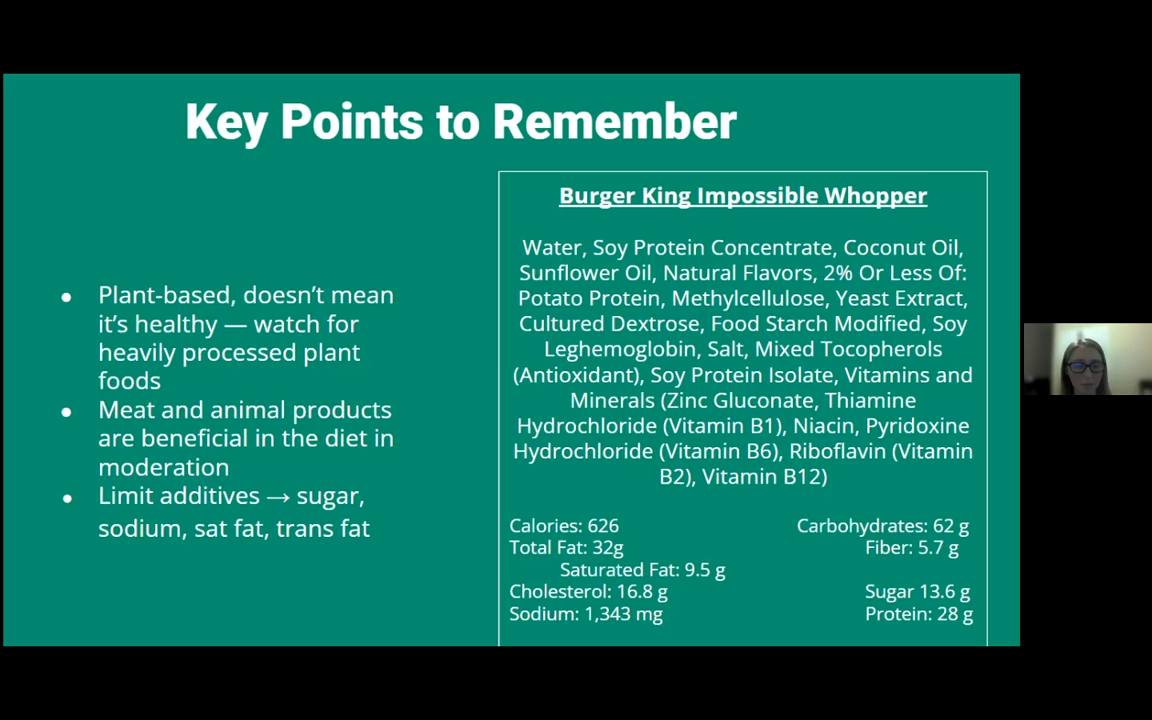 Key Points to Remember
● Plant-based, doesn't mean
it's healthy — watch for
heavily processed plant
foods
● Meat and animal products
are beneficial in the diet in
moderation
● Limit additives → sugar,
sodium, sat fat, trans fat
Burger King Impossible Whopper
Water, Soy Protein Concentrate, Coconut Oil,
Sunflower Oil, Natural Flavors, 2% Or Less Of:
Potato Protein, Methylcellulose, Yeast Extract,
Cultured Dextrose, Food Starch Modified, Soy
Leghemoglobin, Salt, Mixed Tocopherols
(Antioxidant), Soy Protein Isolate, Vitamins and
Minerals (Zinc Gluconate, Thiamine
Hydrochloride (Vitamin B1), Niacin, Pyridoxine
Hydrochloride (Vitamin B6), Riboflavin (Vitamin
B2), Vitamin B12)
Calories: 626 Carbohydrates: 62 g
Total Fat: 32g Fiber: 5.7 g
Saturated Fat: 9.5 g
Cholesterol: 16.8 g Sugar 13.6 g
Sodium: 1,343 mg Protein: 28 g